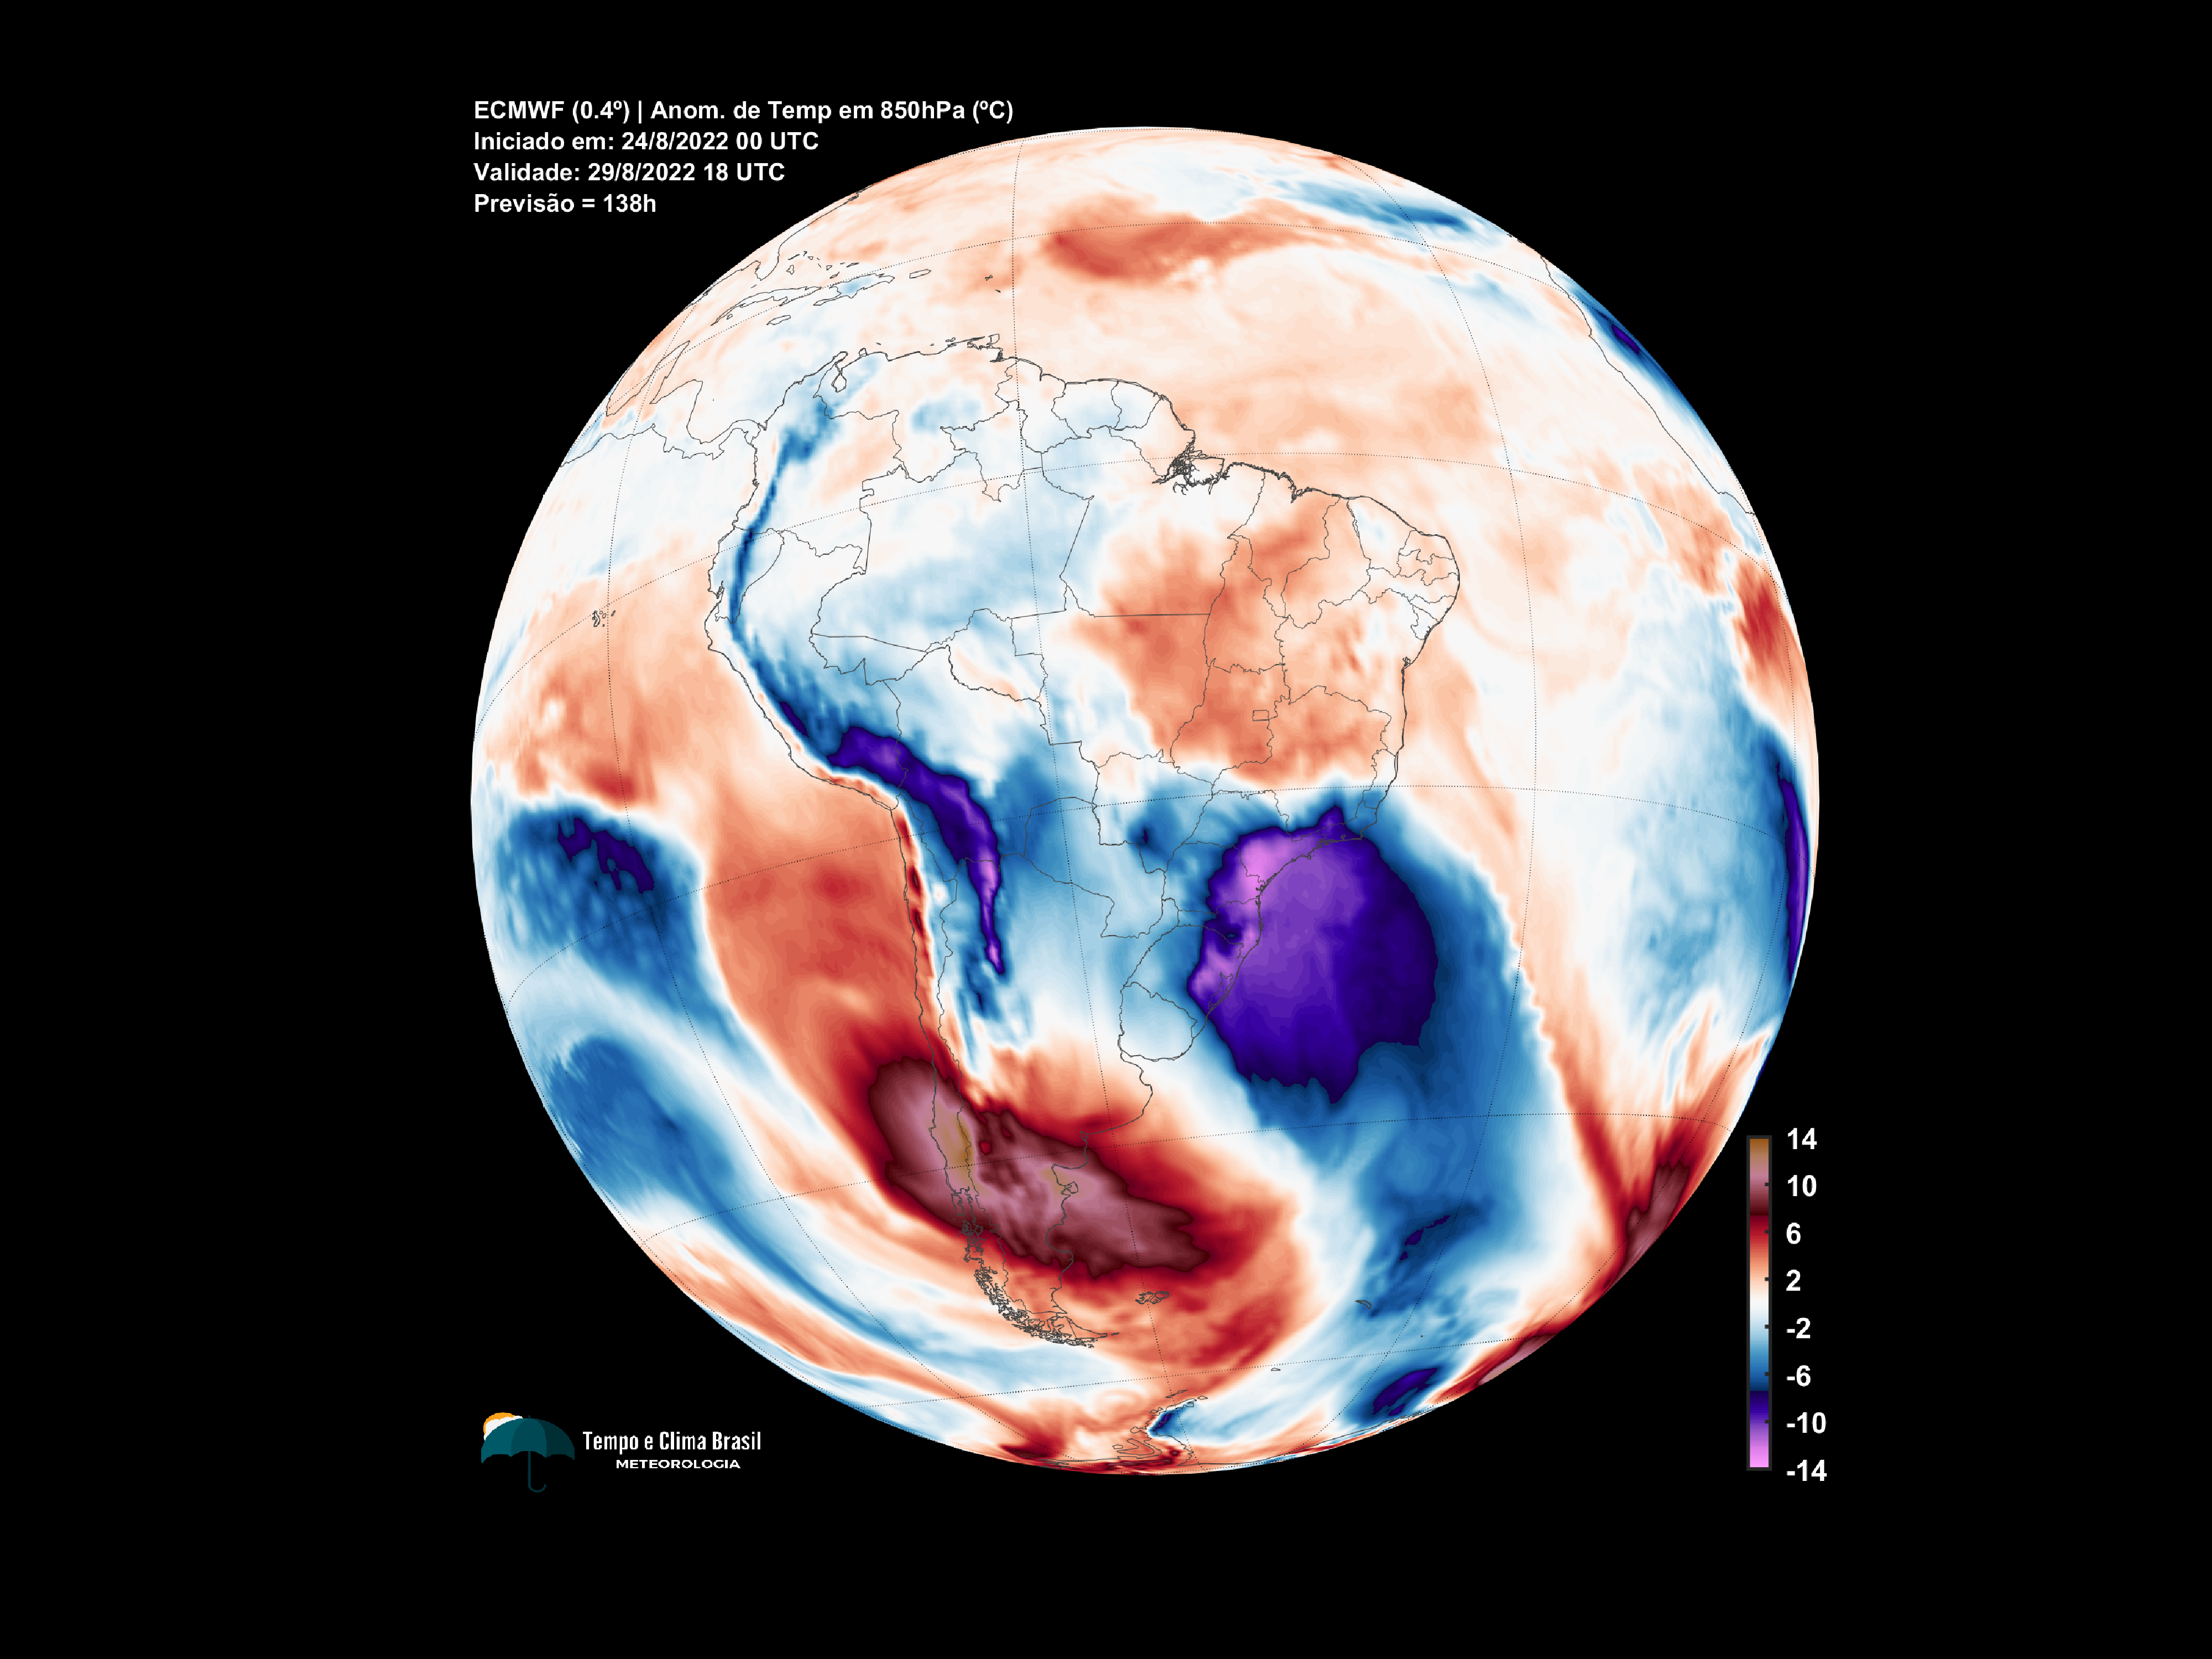 ECMWF (0.4º) | Anom. de Temp em 850hPa (ºC)
Iniciado em: 24/8/2022 00 UTC
Validade: 29/8/2022 18 UTC
Previsão = 138h
14
10
6
2
-2
-6
-10
-14
Tempo e Clima Brasil
METEOROLOGIA